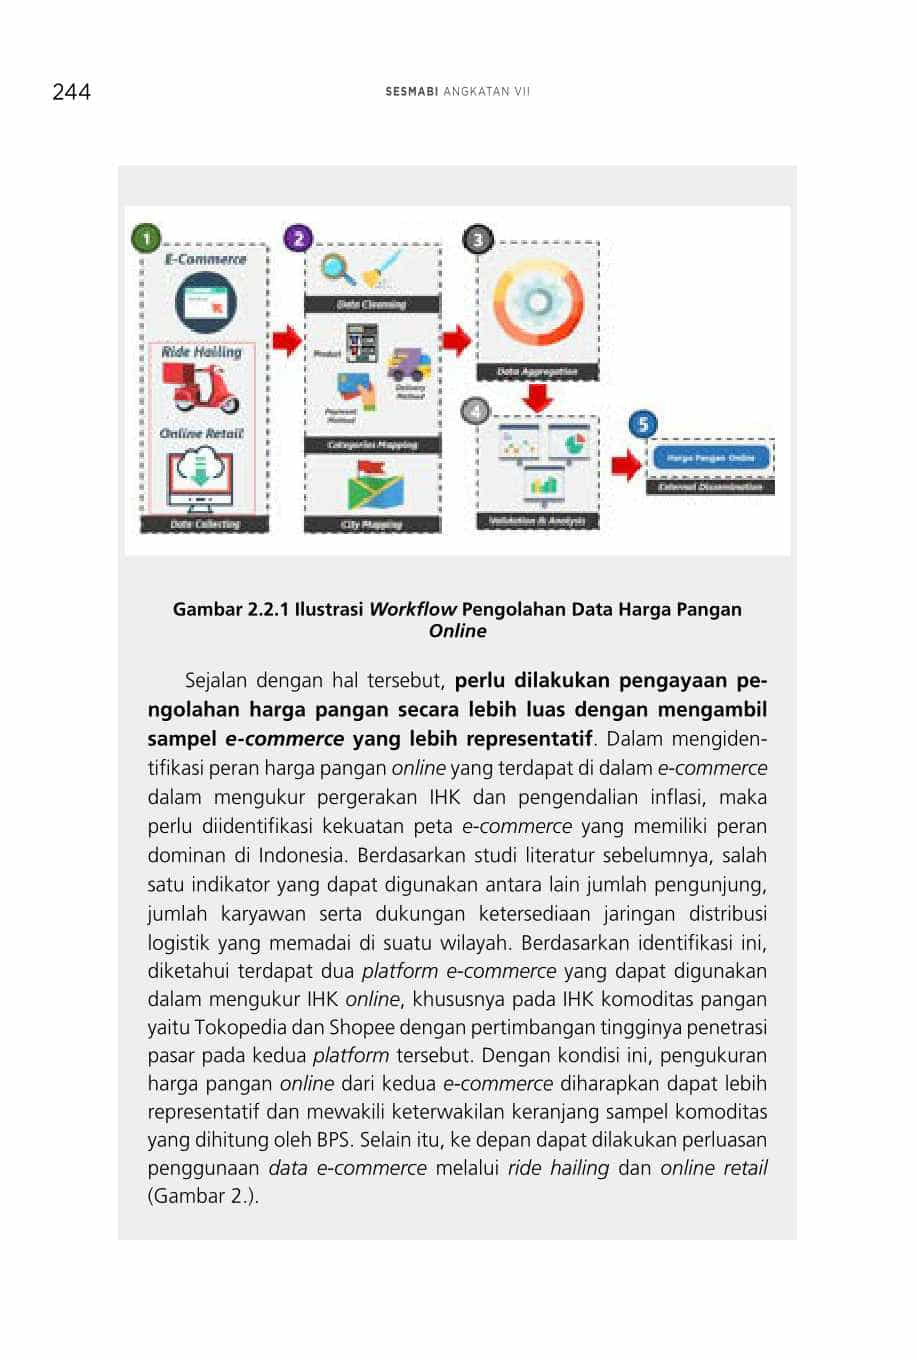 244
SESMABI ANGKATAN VII
1
2
3
E-Commerce
Data Cleansing
Ride Hailing
Product
Delivery
Method
Data Aggregation
Payment
Method
4
5
Online Retail
Categories Mapping
Harga Pangan Online
External Dissemination
Data Collecting
City Mapping
Validation & Analysis
Gambar 2.2.1 Ilustrasi Workflow Pengolahan Data Harga Pangan
Online
Sejalan dengan hal tersebut, perlu dilakukan pengayaan pe-
ngolahan harga pangan secara lebih luas dengan mengambil
sampel e-commerce yang lebih representatif. Dalam mengiden-
tifikasi peran harga pangan online yang terdapat di dalam e-commerce
dalam mengukur pergerakan IHK dan pengendalian inflasi, maka
perlu diidentifikasi kekuatan peta e-commerce yang memiliki peran
dominan di Indonesia. Berdasarkan studi literatur sebelumnya, salah
satu indikator yang dapat digunakan antara lain jumlah pengunjung,
jumlah karyawan serta dukungan ketersediaan jaringan distribusi
logistik yang memadai di suatu wilayah. Berdasarkan identifikasi ini,
diketahui terdapat dua platform e-commerce yang dapat digunakan
dalam mengukur IHK online, khususnya pada IHK komoditas pangan
yaitu Tokopedia dan Shopee dengan pertimbangan tingginya penetrasi
pasar pada kedua platform tersebut. Dengan kondisi ini, pengukuran
harga pangan online dari kedua e-commerce diharapkan dapat lebih
representatif dan mewakili keterwakilan keranjang sampel komoditas
yang dihitung oleh BPS. Selain itu, ke depan dapat dilakukan perluasan
penggunaan data e-commerce melalui ride hailing dan online retail
(Gambar 2.).